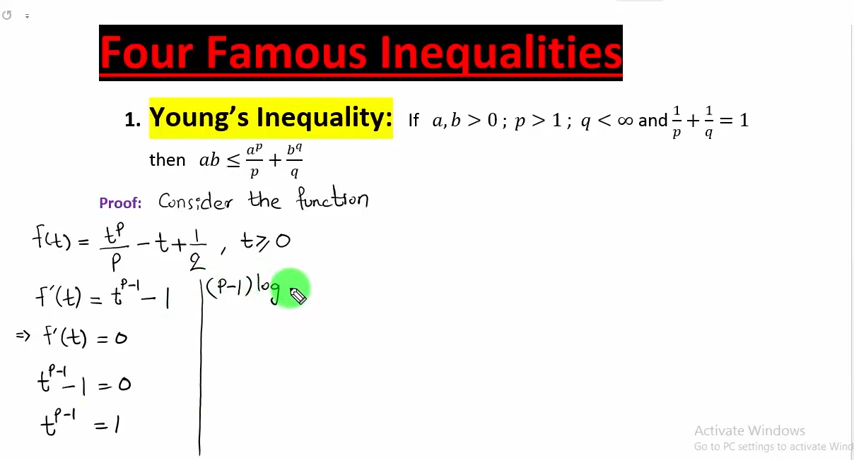 Four Famous Inequalities
1. Young's Inequality: If a, b > 0 ; p > 1 ; q < ∞ and 1/p + 1/q = 1
then ab ≤ a^p/p + b^q/q
Proof: Consider the function
f(t) = t^p/p - t + 1/2 , t ≥ 0
f'(t) = t^(p-1) - 1
⇒ f'(t) = 0
t^(p-1) - 1 = 0
t^(p-1) = 1
(p-1) log
Activate Windows
Go to PC settings to activate Windows.